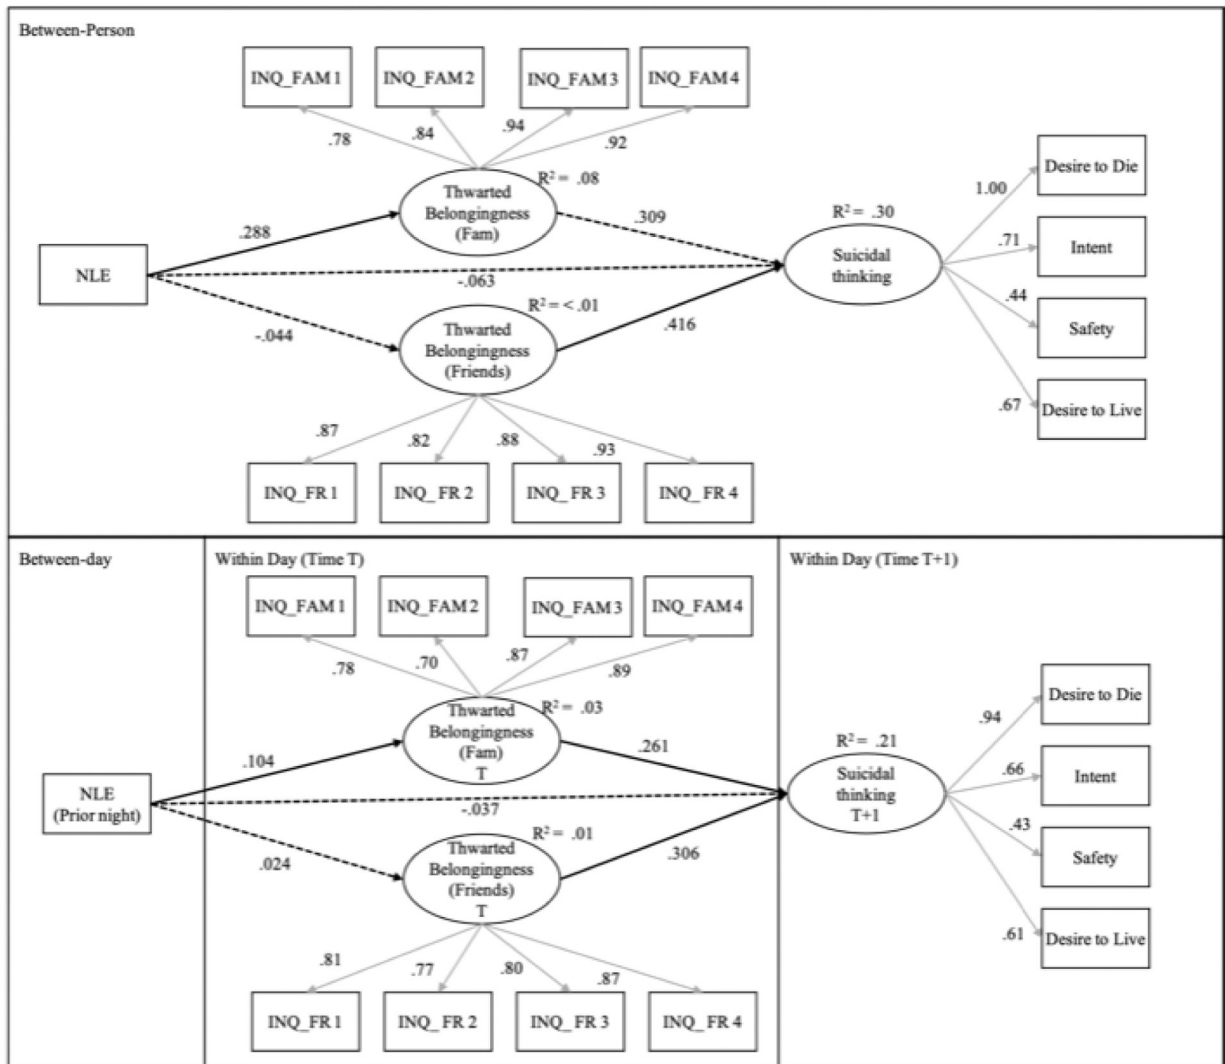 Between-Person
INQ_FAM 1
INQ_FAM 2
INQ_FAM 3
INQ_FAM 4
.78
.84
.94
.92
Desire to Die
Thwarted
Belongingness
(Fam)
R² = .08
1.00
R² = .30
.288
.309
.71
Intent
NLE
-.063
Suicidal
thinking
.44
Safety
R² = < .01
-.044
Thwarted
Belongingness
(Friends)
.416
.67
Desire to Live
.87
.82
.88
.93
INQ_FR 1
INQ_FR 2
INQ_FR 3
INQ_FR 4
Between-day
Within Day (Time T)
Within Day (Time T+1)
INQ_FAM 1
INQ_FAM 2
INQ_FAM 3
INQ_FAM 4
.78
.70
.87
.89
Desire to Die
R² = .03
Thwarted
Belongingness
(Fam)
T
.94
R² = .21
.104
.261
.66
Intent
NLE
(Prior night)
-.037
Suicidal
thinking
T+1
.43
Safety
R² = .01
.024
Thwarted
Belongingness
(Friends)
T
.306
.61
Desire to Live
.81
.77
.80
.87
INQ_FR 1
INQ_FR 2
INQ_FR 3
INQ_FR 4